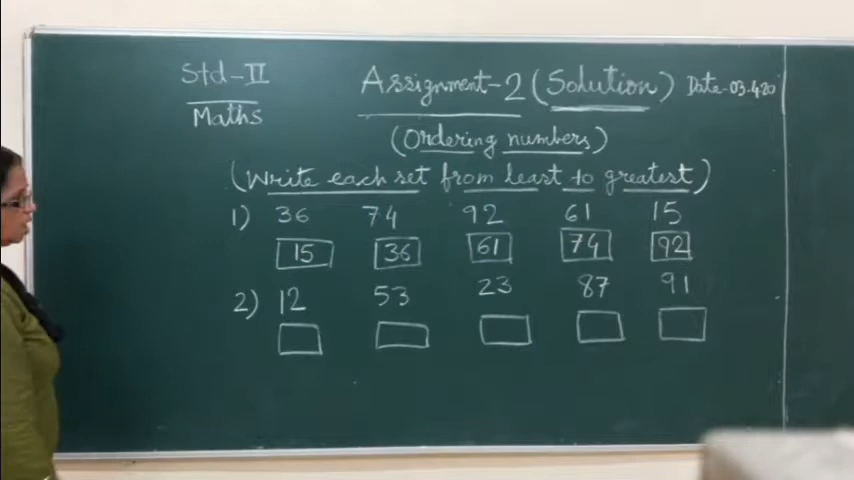 Std-II Assignment-2 (Solution) Date-03.4.20
Maths
(Ordering numbers)
(Write each set from least to greatest)
1) 36 74 92 61 15
15 36 61 74 92
2) 12 53 23 87 91